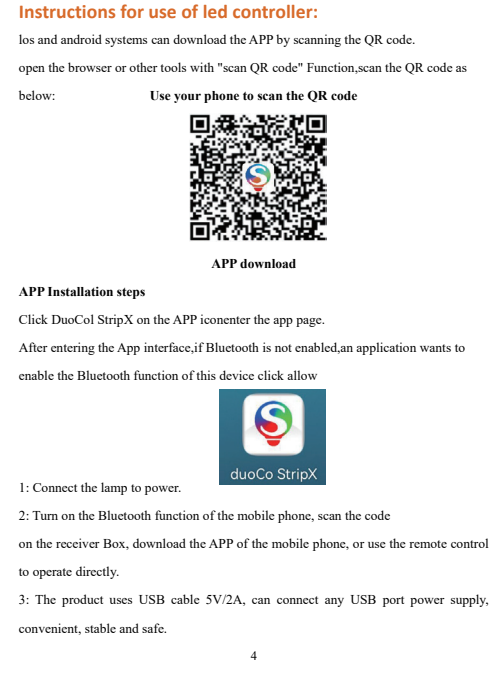 Instructions for use of led controller:
los and android systems can download the APP by scanning the QR code.
open the browser or other tools with "scan QR code" Function,scan the QR code as
below: Use your phone to scan the QR code
APP download
APP Installation steps
Click DuoCol StripX on the APP iconenter the app page.
After entering the App interface,if Bluetooth is not enabled,an application wants to
enable the Bluetooth function of this device click allow
duoCo StripX
1: Connect the lamp to power.
2: Turn on the Bluetooth function of the mobile phone, scan the code
on the receiver Box, download the APP of the mobile phone, or use the remote control
to operate directly.
3: The product uses USB cable 5V/2A, can connect any USB port power supply,
convenient, stable and safe.
4